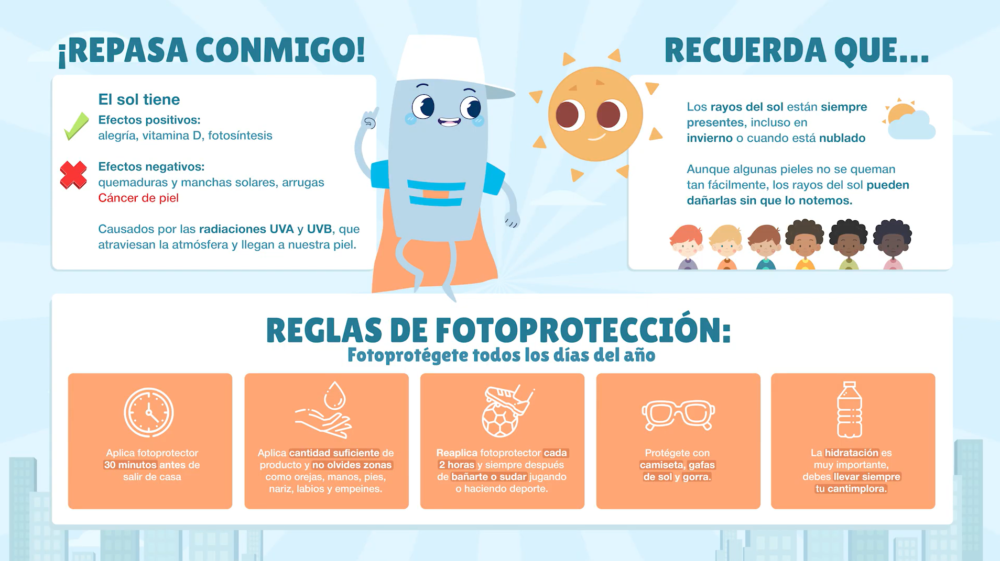 ¡REPASA CONMIGO!
El sol tiene
Efectos positivos:
alegría, vitamina D, fotosíntesis
Efectos negativos:
quemaduras y manchas solares, arrugas
Cáncer de piel
Causados por las radiaciones UVA y UVB, que
atraviesan la atmósfera y llegan a nuestra piel.
RECUERDA QUE...
Los rayos del sol están siempre
presentes, incluso en
invierno o cuando está nublado
Aunque algunas pieles no se queman
tan fácilmente, los rayos del sol pueden
dañarlas sin que lo notemos.
REGLAS DE FOTOPROTECCIÓN:
Fotoprotégete todos los días del año
Aplica fotoprotector
30 minutos antes de
salir de casa
Aplica cantidad suficiente de
producto y no olvides zonas
como orejas, manos, pies,
nariz, labios y empeines.
Reaplica fotoprotector cada
2 horas y siempre después
de bañarte o sudar jugando
o haciendo deporte.
Protégete con
camiseta, gafas
de sol y gorra.
La hidratación es
muy importante,
debes llevar siempre
tu cantimplora.